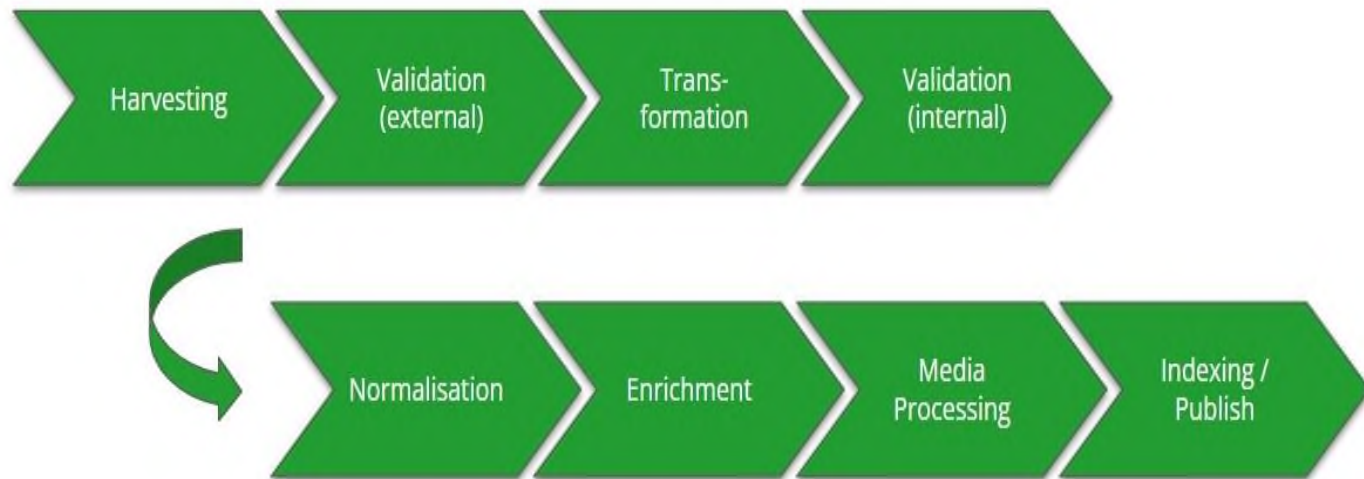 Harvesting
Validation
(external)
Trans-
formation
Validation
(internal)
Normalisation
Enrichment
Media
Processing
Indexing /
Publish